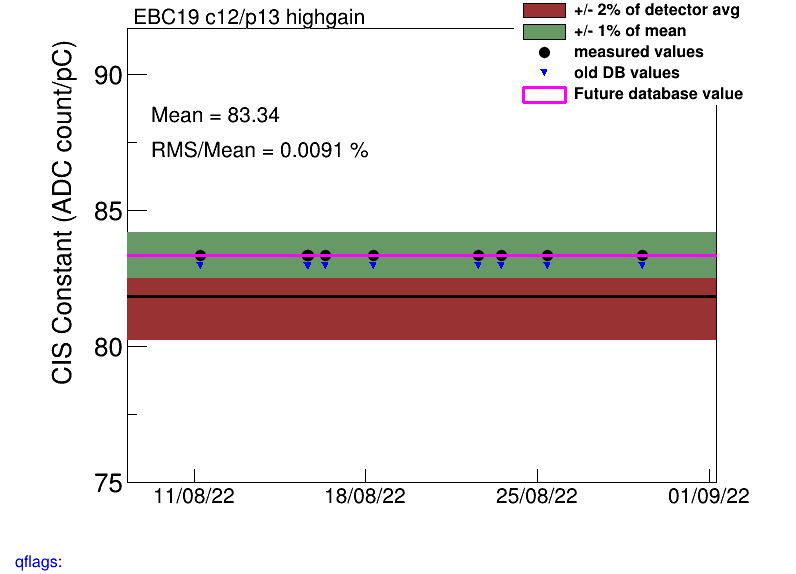 EBC19 c12/p13 highgain
+/- 2% of detector avg
+/- 1% of mean
measured values
old DB values
Future database value
Mean = 83.34
RMS/Mean = 0.0091 %
CIS Constant (ADC count/pC)
90
85
80
75
11/08/22 18/08/22 25/08/22 01/09/22
qflags: